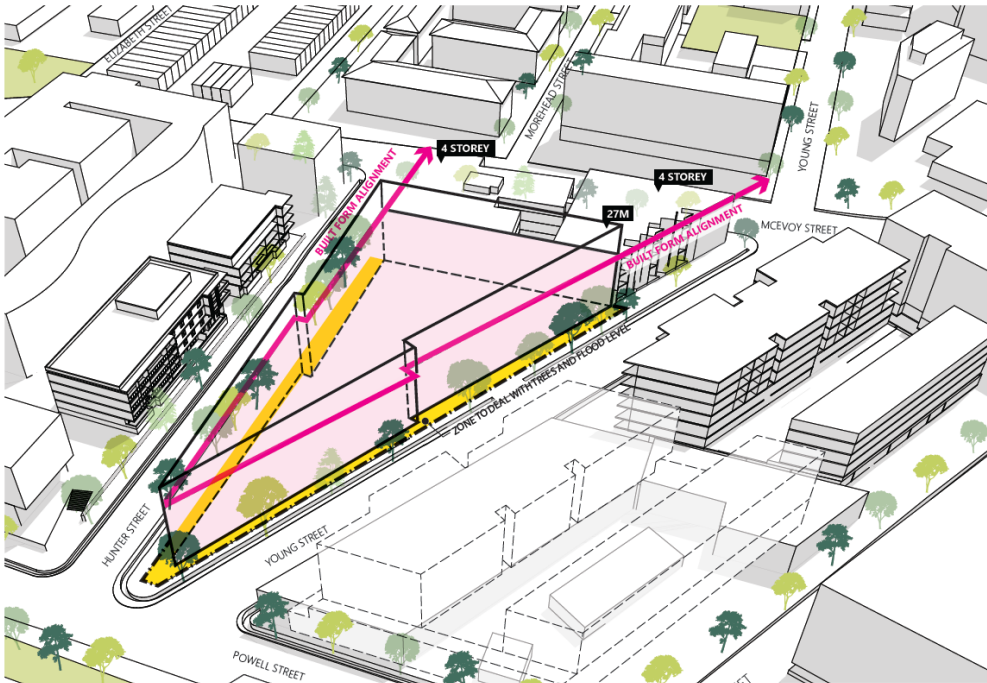 ELIZABETH STREET
MOREHEAD STREET
YOUNG STREET
4 STOREY
4 STOREY
BUILT FORM ALIGNMENT
27M
BUILT FORM ALIGNMENT
MCEVOY STREET
ZONE TO DEAL WITH TREES AND FLOOD LEVEL
HUNTER STREET
YOUNG STREET
POWELL STREET